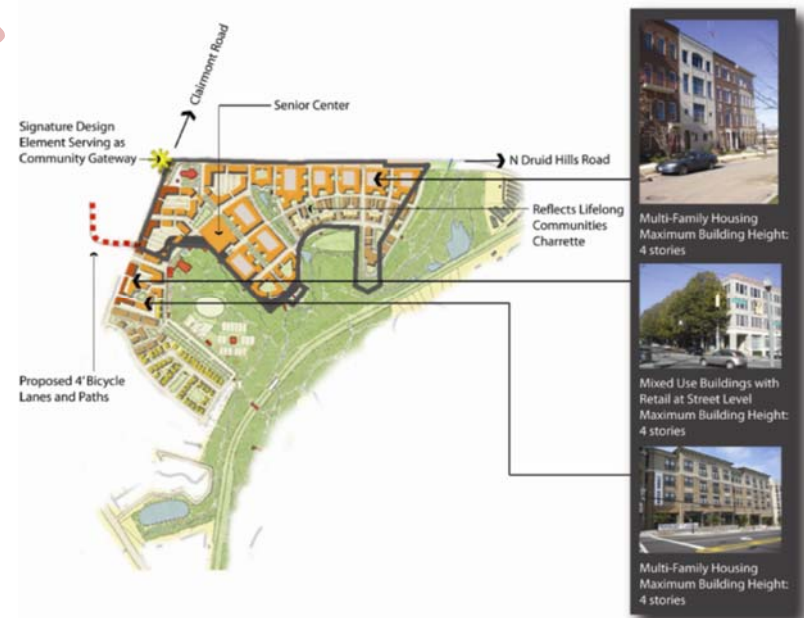 Clairmont Road
Senior Center
Signature Design
Element Serving as
Community Gateway
N Druid Hills Road
Reflects Lifelong
Communities
Charrette
Proposed 4' Bicycle
Lanes and Paths
Multi-Family Housing
Maximum Building Height:
4 stories
Mixed Use Buildings with
Retail at Street Level
Maximum Building Height:
4 stories
Multi-Family Housing
Maximum Building Height:
4 stories